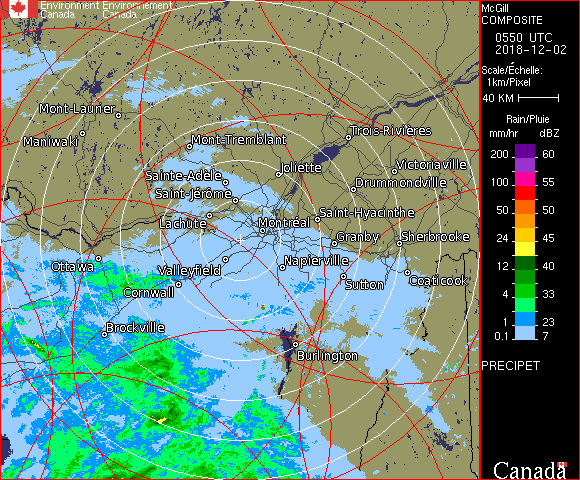 Environment Environnement
Canada Canada
McGill
COMPOSITE
0550 UTC
2018-12-02
Scale/Échelle:
1km/Pixel
40 KM
Rain/Pluie
mm/hr dBZ
200 60
100 55
50 50
24 45
12 40
4 33
2 23
0.1 7
PRECIPET
Canada
Mont-Laurier
Maniwaki
Mont-Tremblant
Trois-Rivières
Joliette
Victoriaville
Sainte-Adèle
Drummondville
Saint-Jérôme
Lachute
Saint-Hyacinthe
Montréal
Granby
Sherbrooke
Ottawa
Valleyfield
Napierville
Cornwall
Sutton
Coaticook
Brockville
Burlington